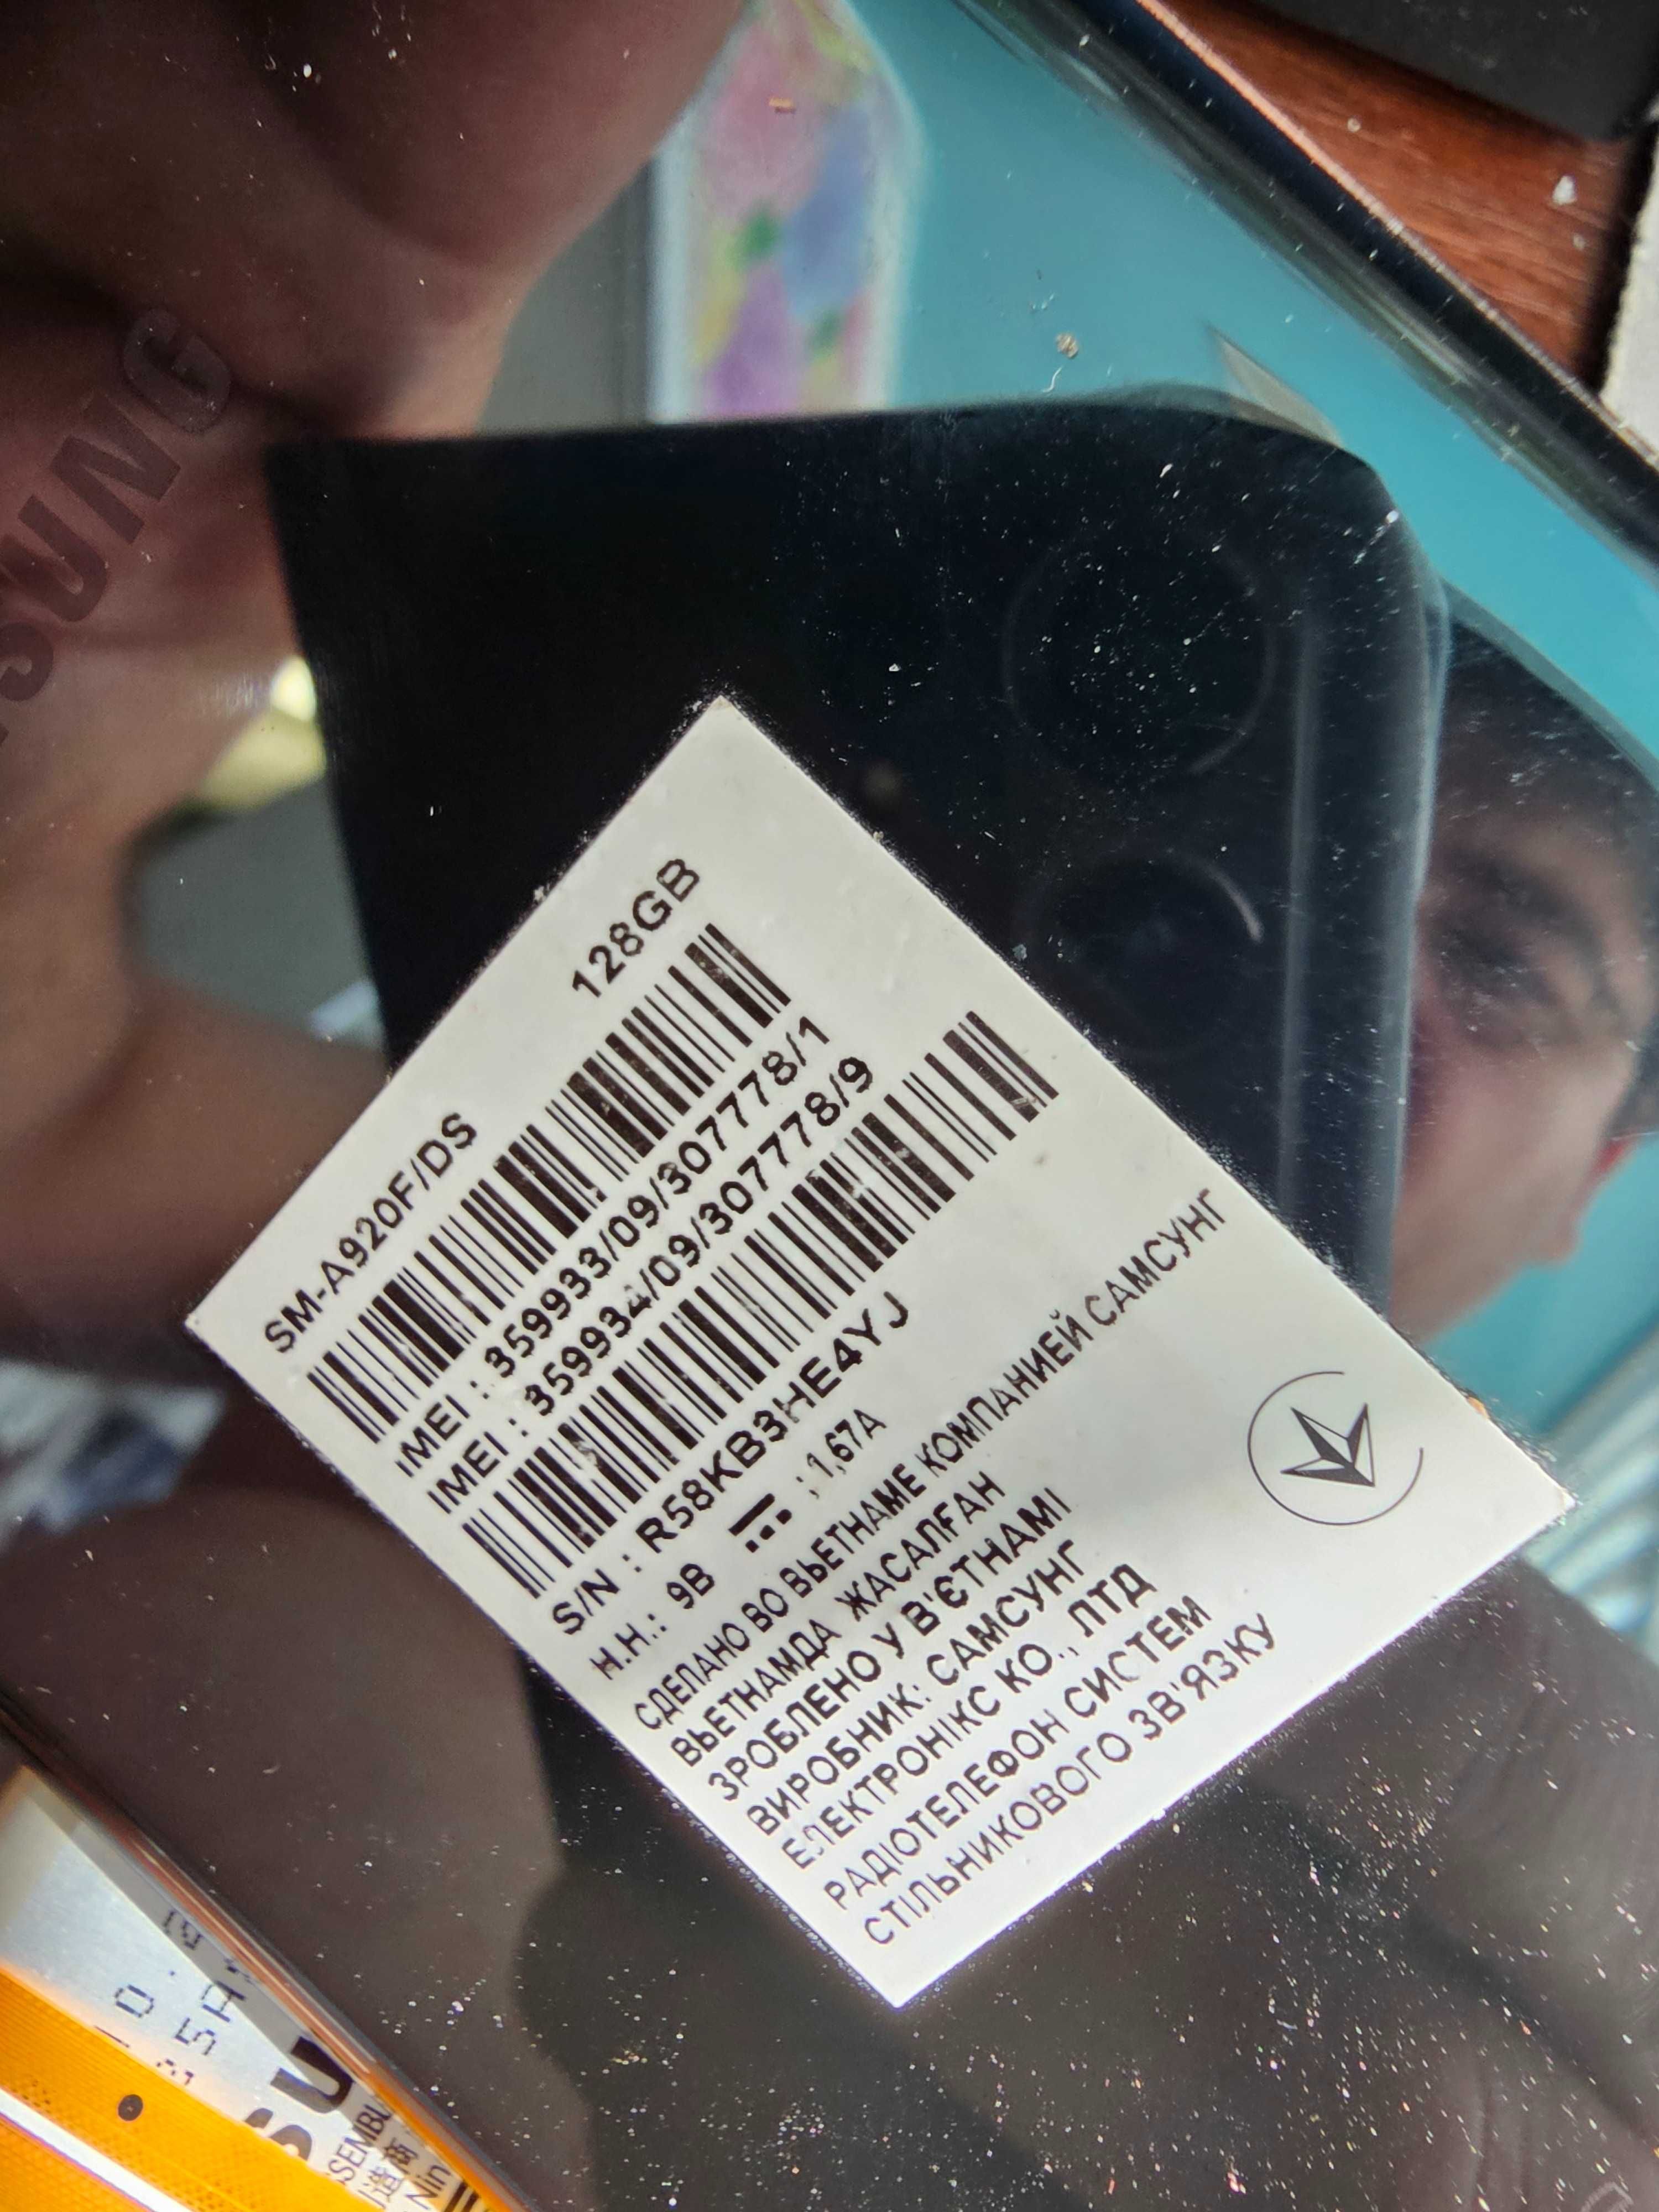 SM-A920F/DS 128GB
IMEI : 359933/09/307778/1
IMEI : 359934/09/307778/9
S/N : R58KB3HE4YJ
Н.Н.: 9В ; 1,67А
СДЕЛАНО ВО ВЬЕТНАМЕ КОМПАНИЕЙ САМСУНГ
ВЬЕТНАМДА ЖАСАЛҒАН
ЗРОБЛЕНО У В'ЄТНАМІ
ВИРОБНИК: САМСУНГ
ЕЛЕКТРОНІКС КО., ЛТД
РАДІОТЕЛЕФОН СИСТЕМ
СТІЛЬНИКОВОГО ЗВ'ЯЗКУ